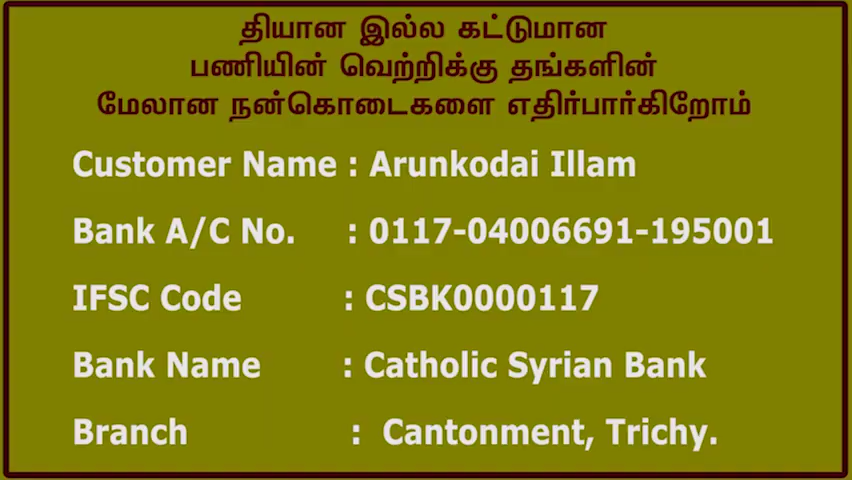 தியான இல்ல கட்டுமான
பணியின் வெற்றிக்கு தங்களின்
மேலான நன்கொடைகளை எதிர்பார்கிறோம்
Customer Name : Arunkodai Illam
Bank A/C No. : 0117-04006691-195001
IFSC Code : CSBK0000117
Bank Name : Catholic Syrian Bank
Branch : Cantonment, Trichy.